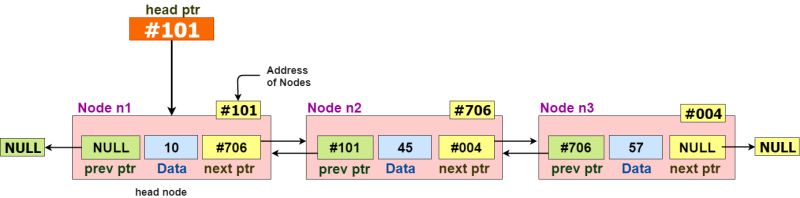 head ptr
#101
Address
of Nodes
Node n1
#101
Node n2
#706
Node n3
#004
NULL
NULL
10
#706
#101
45
#004
#706
57
NULL
NULL
prev ptr
Data
next ptr
prev ptr
Data
next ptr
prev ptr
Data
next ptr
head node